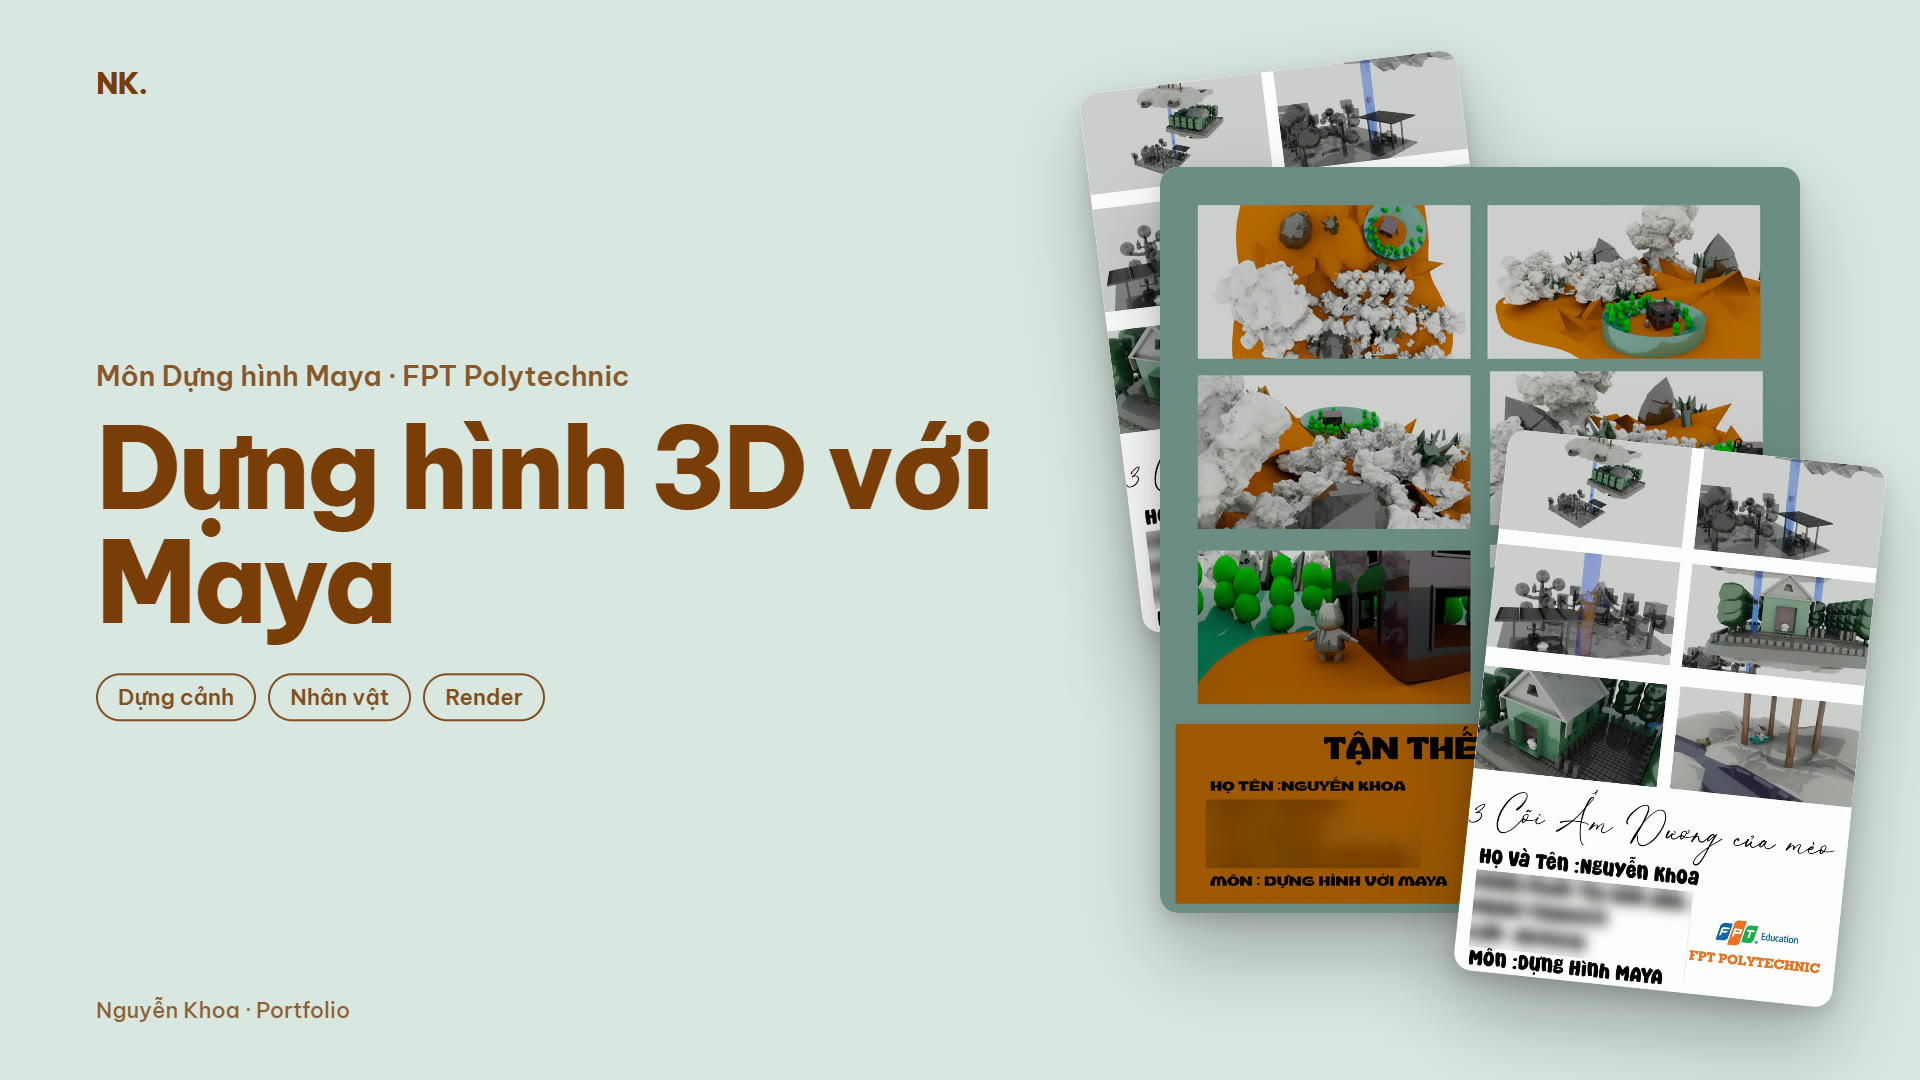 NK.
Môn Dựng hình Maya · FPT Polytechnic
Dựng hình 3D với
Maya
Dựng cảnh
Nhân vật
Render
Nguyễn Khoa · Portfolio
3
TẬN THẾ
HỌ TÊN :NGUYỄN KHOA
MÔN : DỰNG HÌNH VỚI MAYA
3 Cõi Âm Dương của mèo
Họ và Tên :Nguyễn Khoa
Môn :Dựng Hình MAYA
FPT Education
FPT POLYTECHNIC